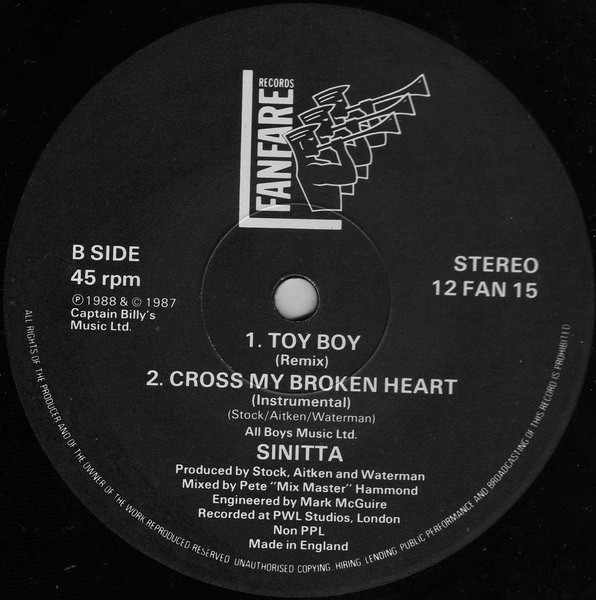 RECORDS
FANFARE
B SIDE
45 rpm
℗ 1988 & © 1987
Captain Billy's
Music Ltd.
STEREO
12 FAN 15
1. TOY BOY
(Remix)
2. CROSS MY BROKEN HEART
(Instrumental)
(Stock/Aitken/Waterman)
All Boys Music Ltd.
SINITTA
Produced by Stock, Aitken and Waterman
Mixed by Pete "Mix Master" Hammond
Engineered by Mark McGuire
Recorded at PWL Studios, London
Non PPL
Made in England
ALL RIGHTS OF THE PRODUCER AND OF THE OWNER OF THE WORK REPRODUCED RESERVED UNAUTHORISED COPYING. HIRING LENDING PUBLIC PERFORMANCE AND BROADCASTING OF THIS RECORD IS PROHIBITED